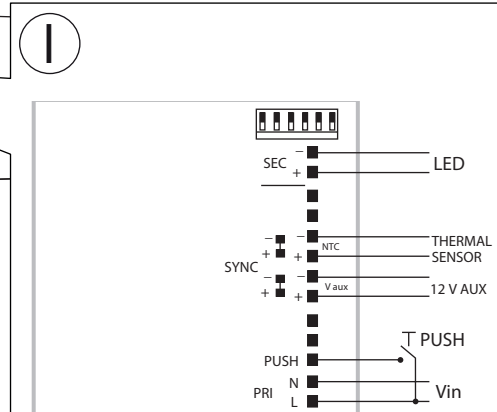 I
SEC − + LED
− + − + NTC THERMAL SENSOR
SYNC
− + − + V aux 12 V AUX
PUSH PUSH
PRI N L Vin